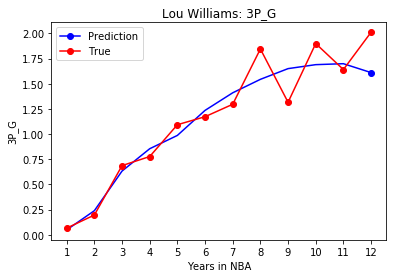 Lou Williams: 3P_G
Prediction
True
3P_G
2.00
1.75
1.50
1.25
1.00
0.75
0.50
0.25
0.00
1 2 3 4 5 6 7 8 9 10 11 12
Years in NBA